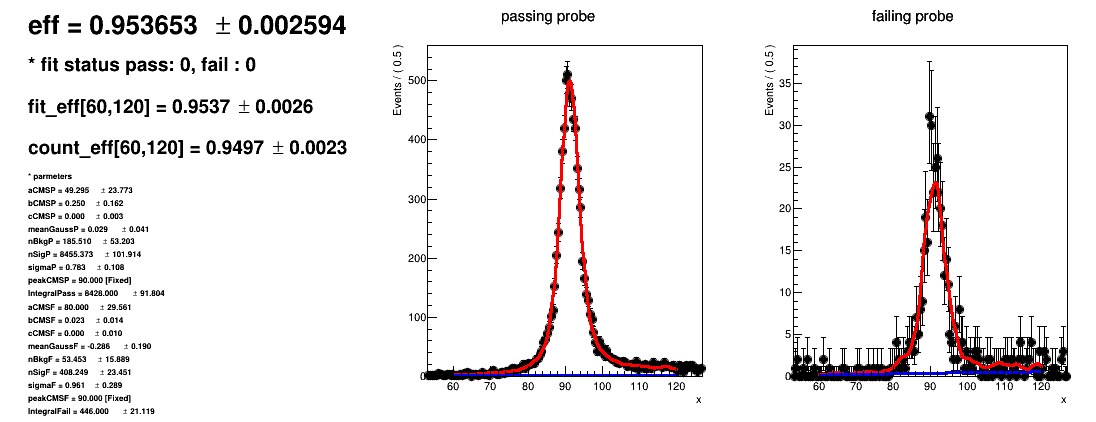 eff = 0.953653 ± 0.002594
* fit status pass: 0, fail : 0
fit_eff[60,120] = 0.9537 ± 0.0026
count_eff[60,120] = 0.9497 ± 0.0023
* parmeters
aCMSP = 49.295 ± 23.773
bCMSP = 0.250 ± 0.162
cCMSP = 0.000 ± 0.003
meanGaussP = 0.029 ± 0.041
nBkgP = 185.510 ± 53.203
nSigP = 8455.373 ± 101.914
sigmaP = 0.783 ± 0.108
peakCMSP = 90.000 [Fixed]
IntegralPass = 8428.000 ± 91.804
aCMSF = 80.000 ± 29.561
bCMSF = 0.023 ± 0.014
cCMSF = 0.000 ± 0.010
meanGaussF = -0.286 ± 0.190
nBkgF = 53.453 ± 15.889
nSigF = 408.249 ± 23.451
sigmaF = 0.961 ± 0.289
peakCMSF = 90.000 [Fixed]
IntegralFail = 446.000 ± 21.119
passing probe
Events / ( 0.5 )
500
400
300
200
100
0
60 70 80 90 100 110 120
x
failing probe
Events / ( 0.5 )
35
30
25
20
15
10
5
0
60 70 80 90 100 110 120
x